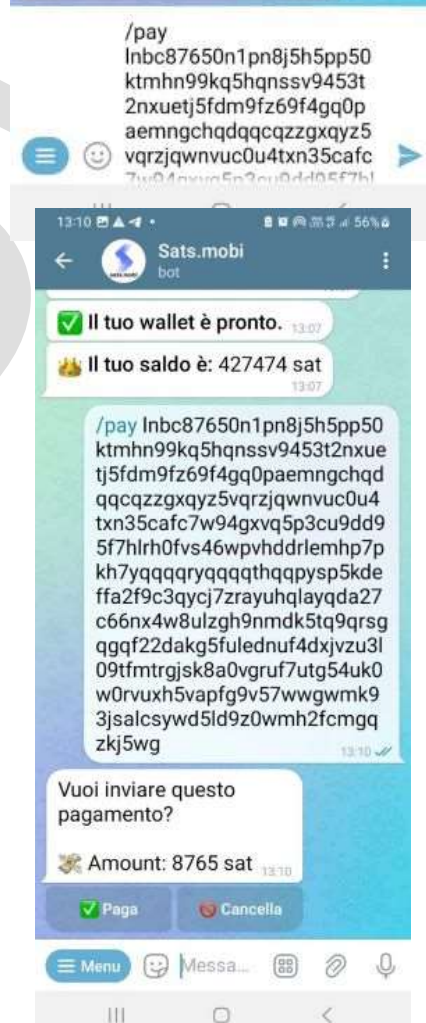 /pay
lnbc87650n1pn8j5h5pp50
ktmhn99kq5hqnssv9453t
2nxuetj5fdm9fz69f4gq0p
aemngchqdqqcqzzgxqyz5
vqrzjqwnvuc0u4txn35cafc
7w94gxvq5p3cu9dd95f7hl
13:10
56%
Sats.mobi
bot
✅ Il tuo wallet è pronto. 13:07
👑 Il tuo saldo è: 427474 sat
13:07
/pay lnbc87650n1pn8j5h5pp50
ktmhn99kq5hqnssv9453t2nxue
tj5fdm9fz69f4gq0paemngchqd
qqcqzzgxqyz5vqrzjqwnvuc0u4
txn35cafc7w94gxvq5p3cu9dd9
5f7hlrh0fvs46wpvhddrlemhp7p
kh7yqqqqryqqqqthqqpysp5kde
ffa2f9c3qycj7zrayuhqlayqda27
c66nx4w8ulzgh9nmdk5tq9qrsg
qgqf22dakg5fulednuf4dxjvzu3l
09tfmtrgjsk8a0vgruf7utg54uk0
w0rvuxh5vapfg9v57wwgwmk9
3jsalcsywd5ld9z0wmh2fcmgq
zkj5wg
13:10
Vuoi inviare questo
pagamento?
💸 Amount: 8765 sat 13:10
✅ Paga
🚫 Cancella
Menu
Messa...